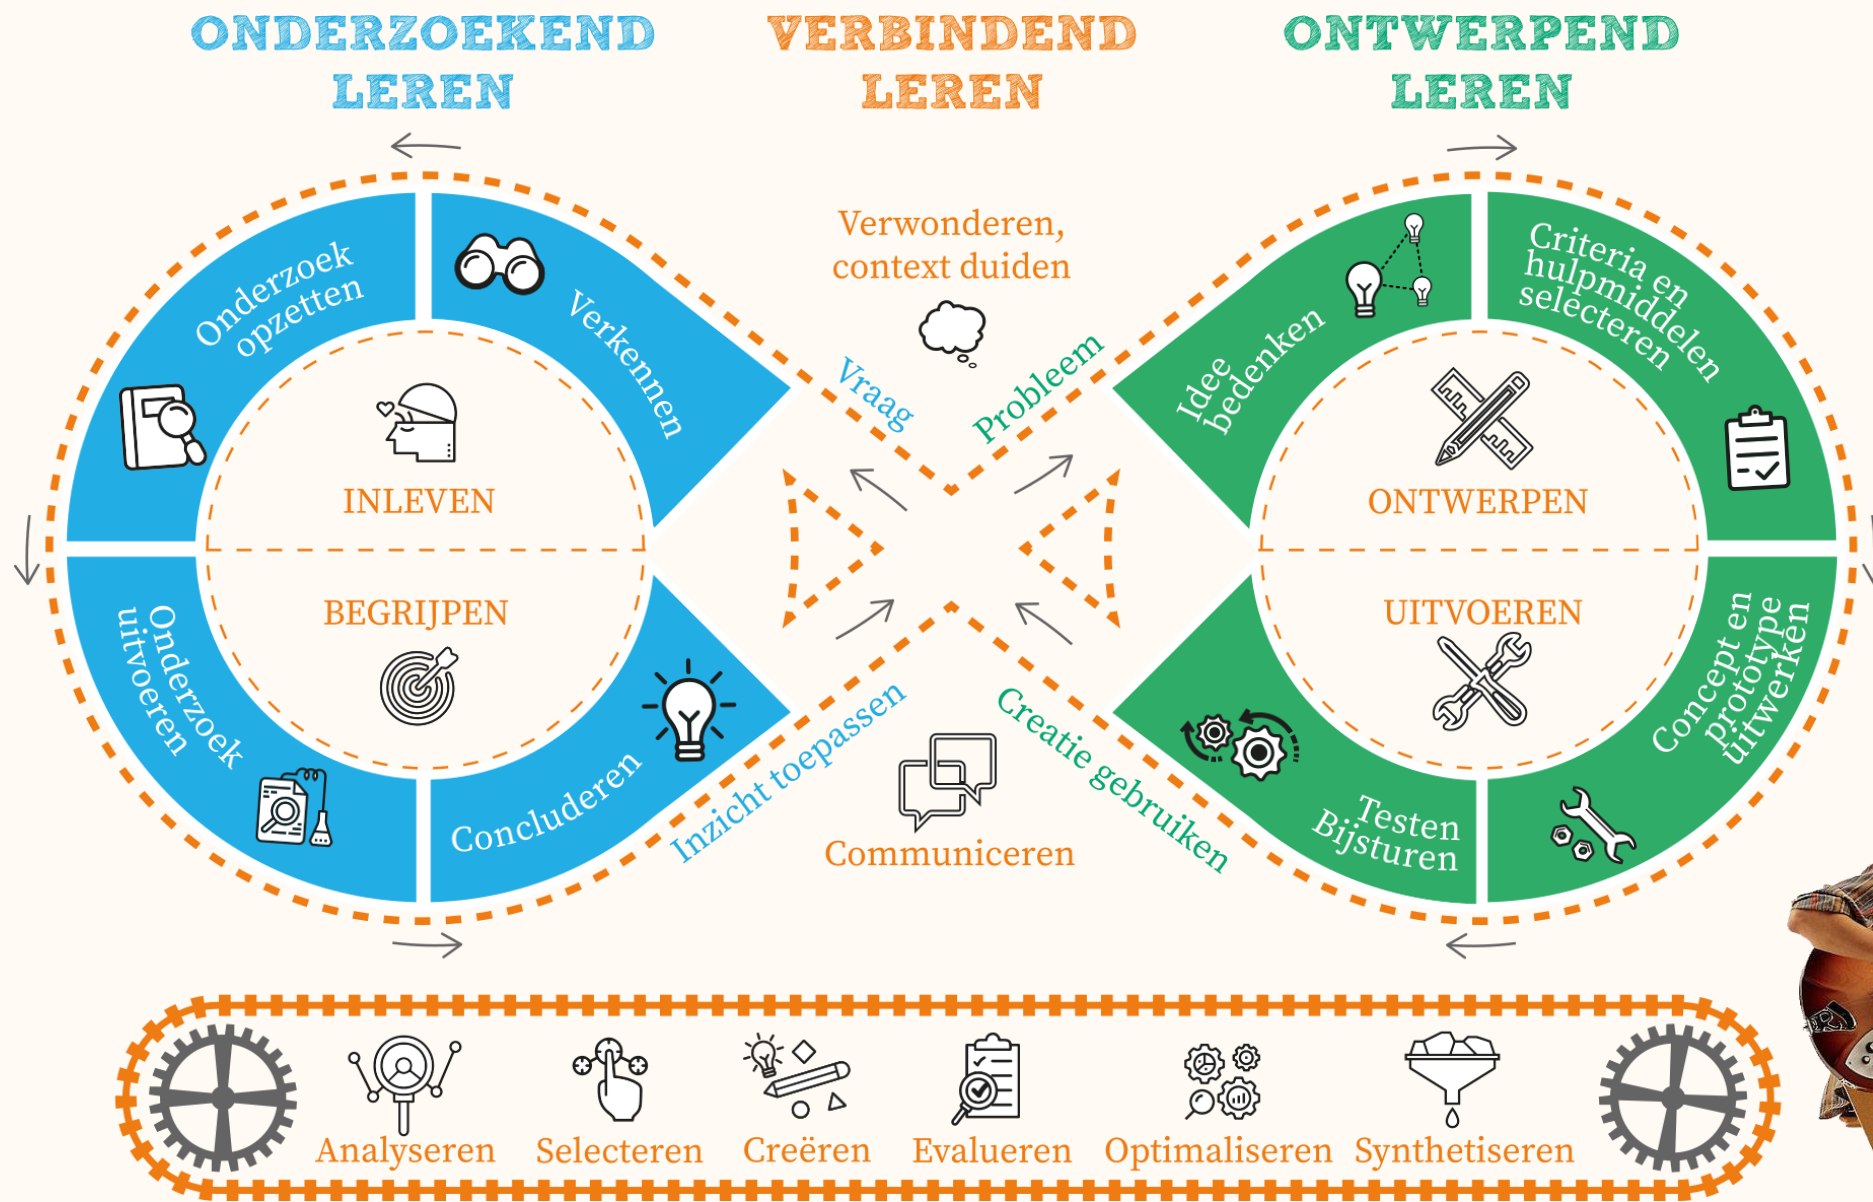 ONDERZOEKEND
LEREN
VERBINDEND
LEREN
ONTWERPEND
LEREN
Verwonderen,
context duiden
Onderzoek
opzetten
Verkennen
Vraag
Probleem
Idee
bedenken
Criteria en
hulpmiddelen
selecteren
INLEVEN
ONTWERPEN
BEGRIJPEN
UITVOEREN
Onderzoek
uitvoeren
Concluderen
Inzicht toepassen
Creatie gebruiken
Communiceren
Testen
Bijsturen
Concept en
prototype
uitwerken
Analyseren
Selecteren
Creëren
Evalueren
Optimaliseren
Synthetiseren